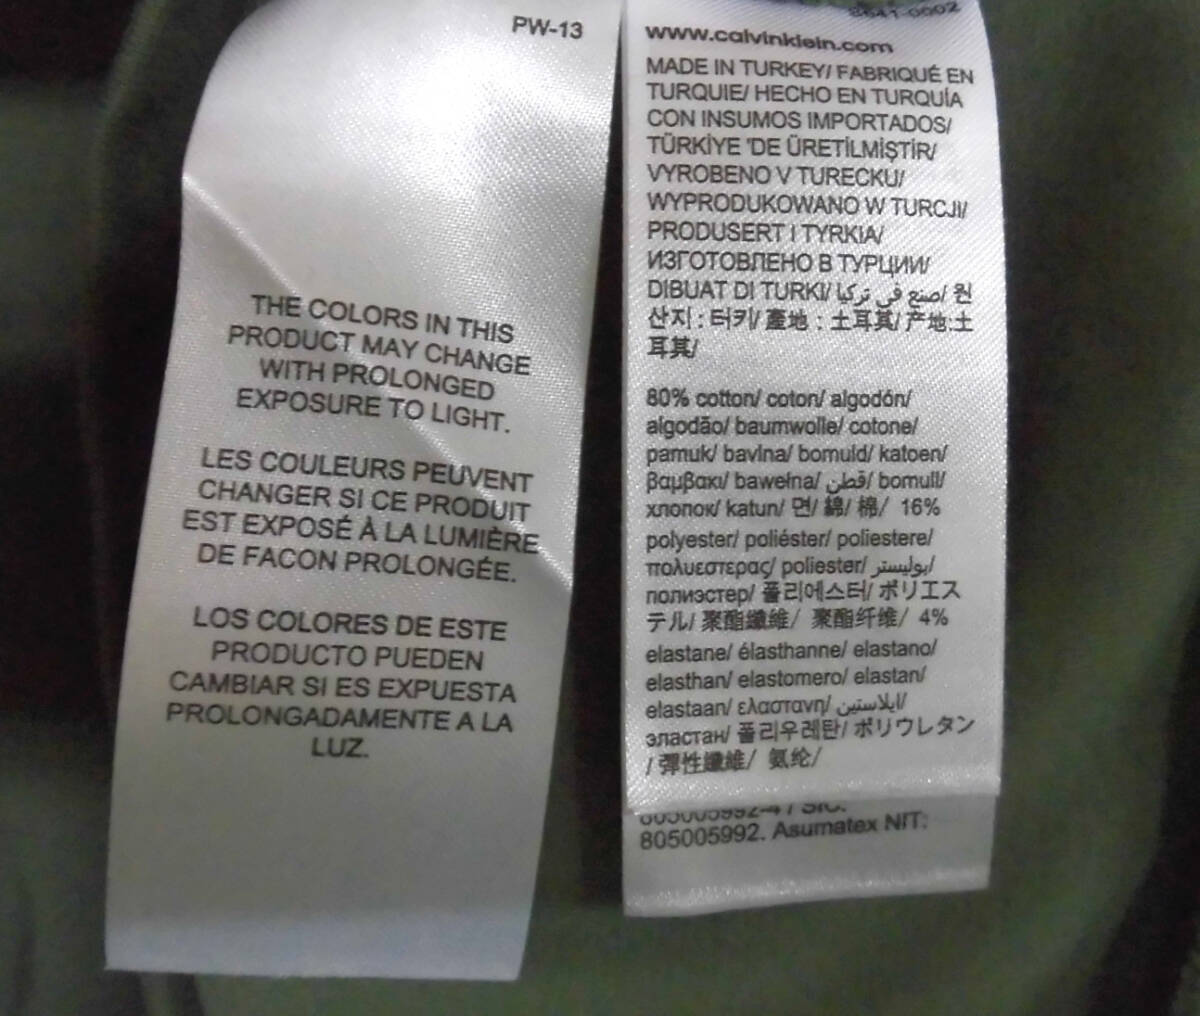 PW-13
THE COLORS IN THIS
PRODUCT MAY CHANGE
WITH PROLONGED
EXPOSURE TO LIGHT.
LES COULEURS PEUVENT
CHANGER SI CE PRODUIT
EST EXPOSÉ À LA LUMIÈRE
DE FACON PROLONGÉE.
LOS COLORES DE ESTE
PRODUCTO PUEDEN
CAMBIAR SI ES EXPUESTA
PROLONGADAMENTE A LA
LUZ.
8641-0002
www.calvinklein.com
MADE IN TURKEY/ FABRIQUÉ EN
TURQUIE/ HECHO EN TURQUÍA
CON INSUMOS IMPORTADOS/
TÜRKİYE 'DE ÜRETİLMİŞTİR/
VYROBENO V TURECKU/
WYPRODUKOWANO W TURCJI/
PRODUSERT I TYRKIA/
ИЗГОТОВЛЕНО В ТУРЦИИ/
DIBUAT DI TURKI/ صنع في تركيا/ 원
산지 : 터키/ 產地 : 土耳其/ 产地:土
耳其/
80% cotton/ coton/ algodón/
algodão/ baumwolle/ cotone/
pamuk/ bavlna/ bomuld/ katoen/
βαμβακι/ bawełna/ قطن/ bomull/
хлопок/ katun/ 면/ 綿/ 棉/ 16%
polyester/ poliéster/ poliestere/
πολυεστερας/ poliester/ بوليستر/
полиэстер/ 폴리에스터/ ポリエス
テル/ 聚酯纖維/ 聚酯纤维/ 4%
elastane/ élasthanne/ elastano/
elasthan/ elastomero/ elastan/
elastaan/ ελαστανη/ ايلاستين/
эластан/ 폴리우레탄/ ポリウレタン
/ 彈性纖維/ 氨纶/
805005992-4 / SIC:
805005992. Asumatex NIT: